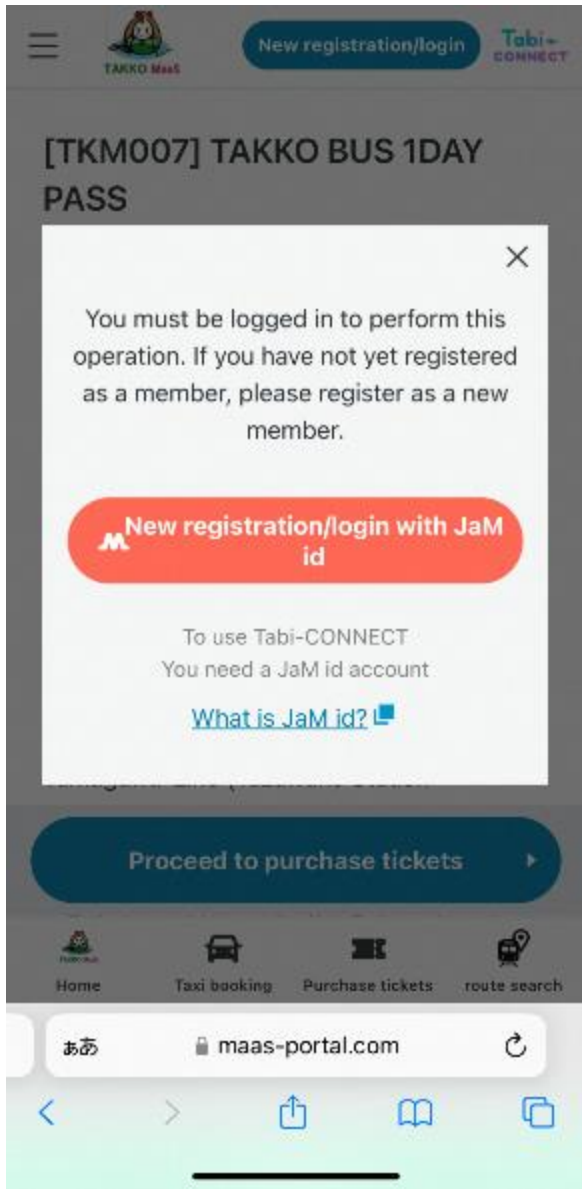 TAKKO MaaS
New registration/login
Tabi-
CONNECT
[TKM007] TAKKO BUS 1DAY
PASS
You must be logged in to perform this
operation. If you have not yet registered
as a member, please register as a new
member.
New registration/login with JaM
id
To use Tabi-CONNECT
You need a JaM id account
What is JaM id?
Proceed to purchase tickets
Home
Taxi booking
Purchase tickets
route search
ぁあ
maas-portal.com